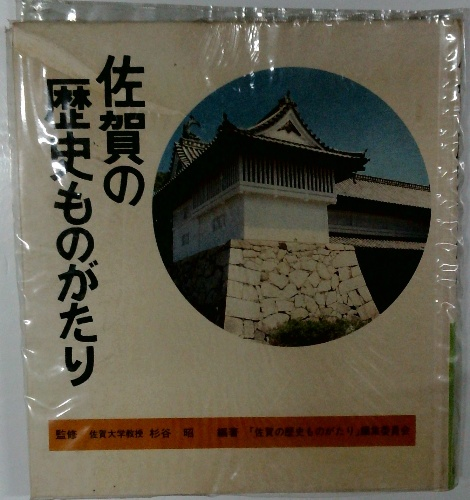 佐賀の
歴史ものがたり
監修 佐賀大学教授 杉谷 昭 編著 「佐賀の歴史ものがたり」編集委員会